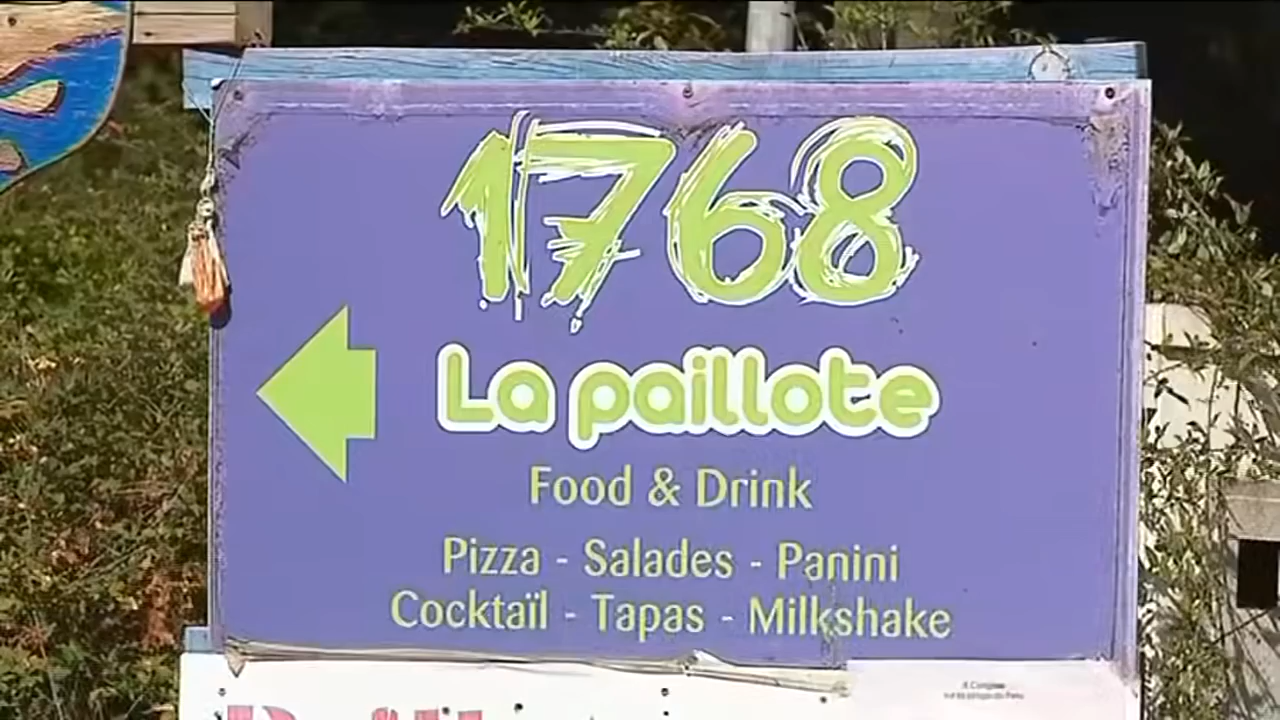 1768
La paillote
Food & Drink
Pizza - Salades - Panini
Cocktaïl - Tapas - Milkshake